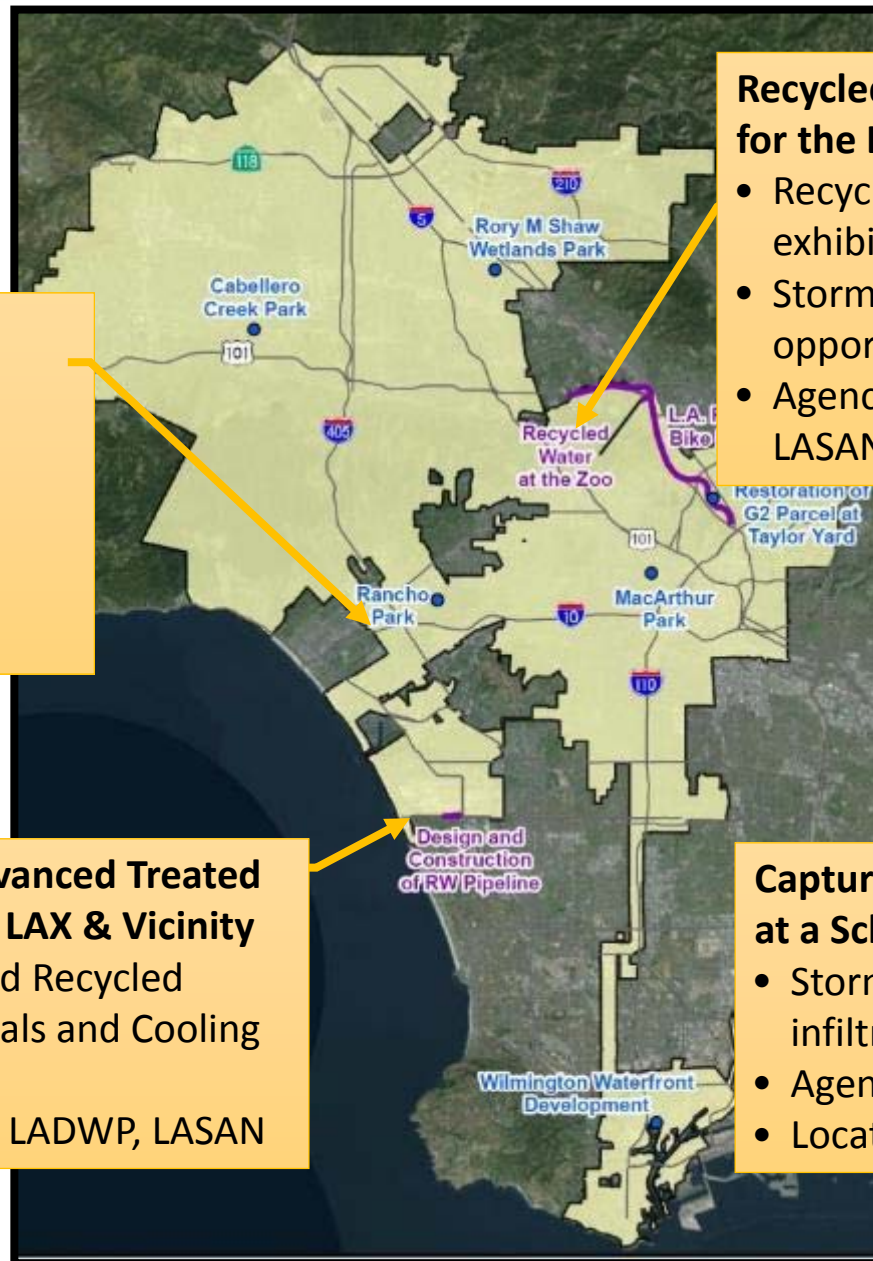 Recycled
for the
• Recyc
exhibi
• Storm
oppor
• Agenc
LASAN
118
210
5
Rory M Shaw
Wetlands Park
Cabellero
Creek Park
101
405
L.A.
Bike
Recycled
Water
at the Zoo
Restoration of
G2 Parcel at
Taylor Yard
101
Rancho
Park
MacArthur
Park
10
110
vanced Treated
LAX & Vicinity
d Recycled
als and Cooling
LADWP, LASAN
Design and
Construction
of RW Pipeline
Captur
at a Sch
• Storm
infiltr
• Agen
• Locat
Wilmington Waterfront
Development